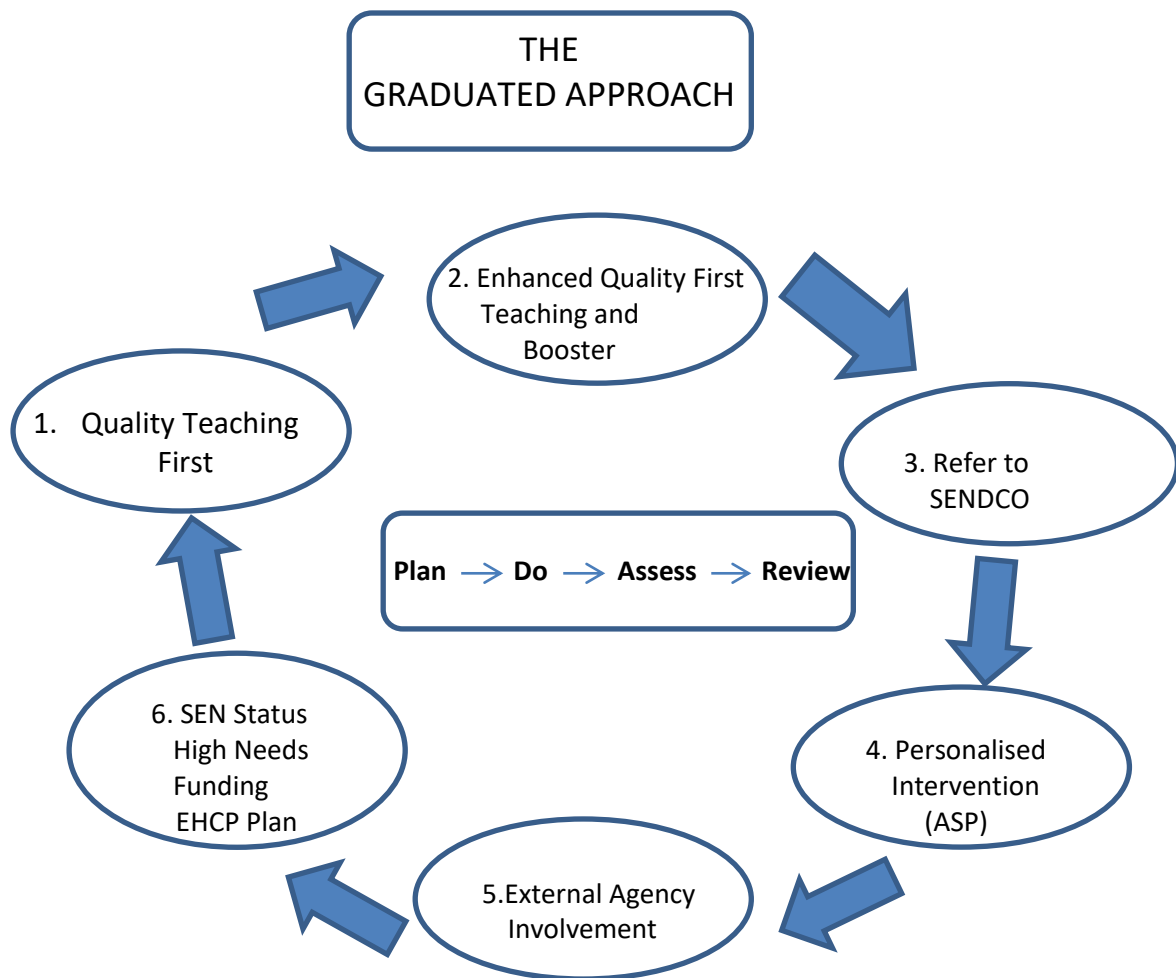 THE
GRADUATED APPROACH
2. Enhanced Quality First
Teaching and
Booster
1. Quality Teaching
First
3. Refer to
SENDCO
Plan → Do → Assess → Review
6. SEN Status
High Needs
Funding
EHCP Plan
4. Personalised
Intervention
(ASP)
5.External Agency
Involvement